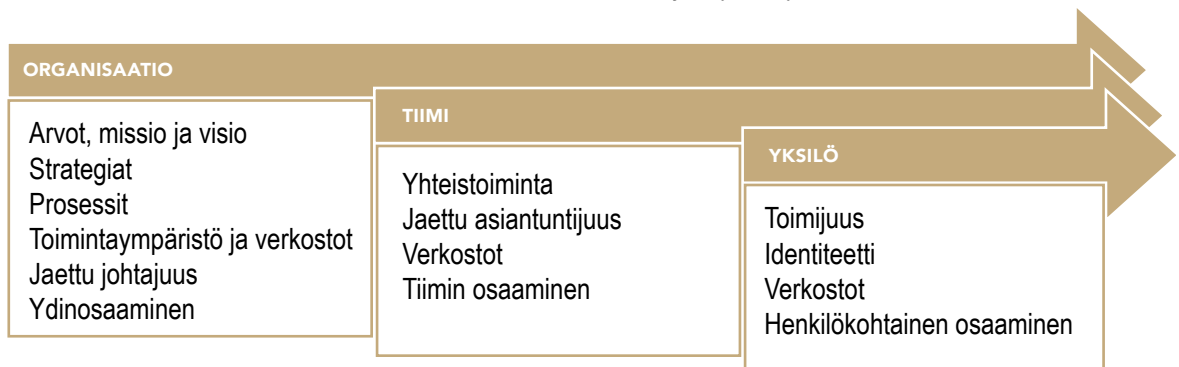 ORGANISAATIO
Arvot, missio ja visio
Strategiat
Prosessit
Toimintaympäristö ja verkostot
Jaettu johtajuus
Ydinosaaminen
TIIMI
Yhteistoiminta
Jaettu asiantuntijuus
Verkostot
Tiimin osaaminen
YKSILÖ
Toimijuus
Identiteetti
Verkostot
Henkilökohtainen osaaminen